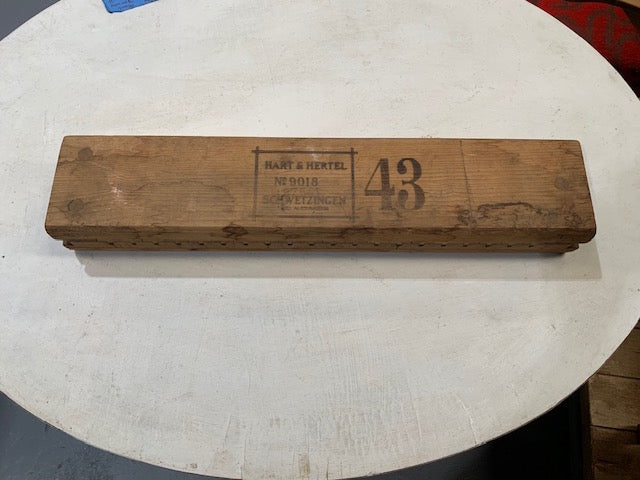 HART & HERTEL
No 9018
SCHWETZINGEN
43